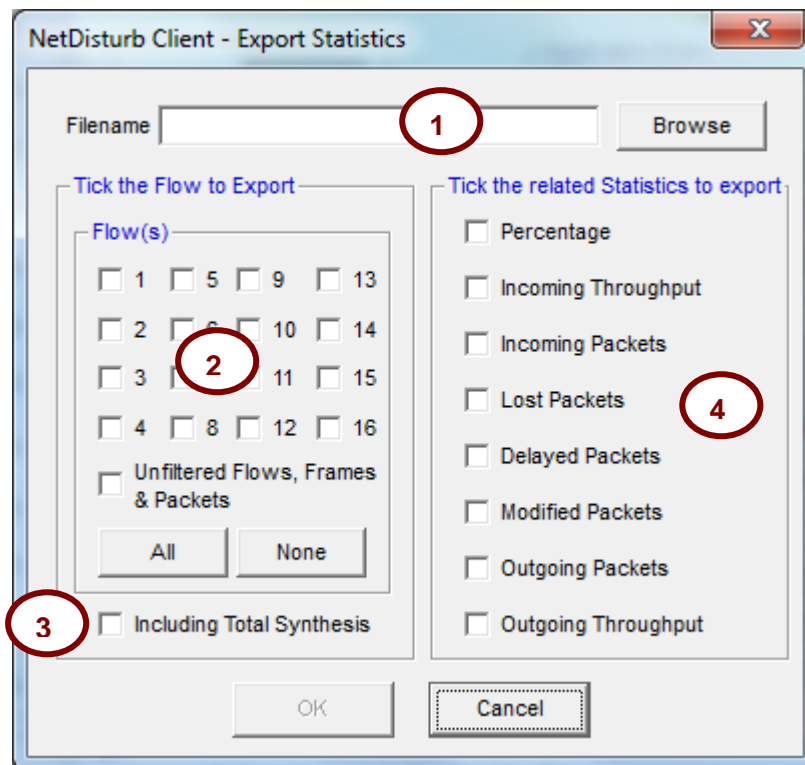 NetDisturb Client - Export Statistics
Filename 1 Browse
Tick the Flow to Export
Flow(s)
1 5 9 13
2 10 14
3 11 15
2
4 8 12 16
Unfiltered Flows, Frames
& Packets
All None
3 Including Total Synthesis
Tick the related Statistics to export
Percentage
Incoming Throughput
Incoming Packets
Lost Packets
4
Delayed Packets
Modified Packets
Outgoing Packets
Outgoing Throughput
OK Cancel